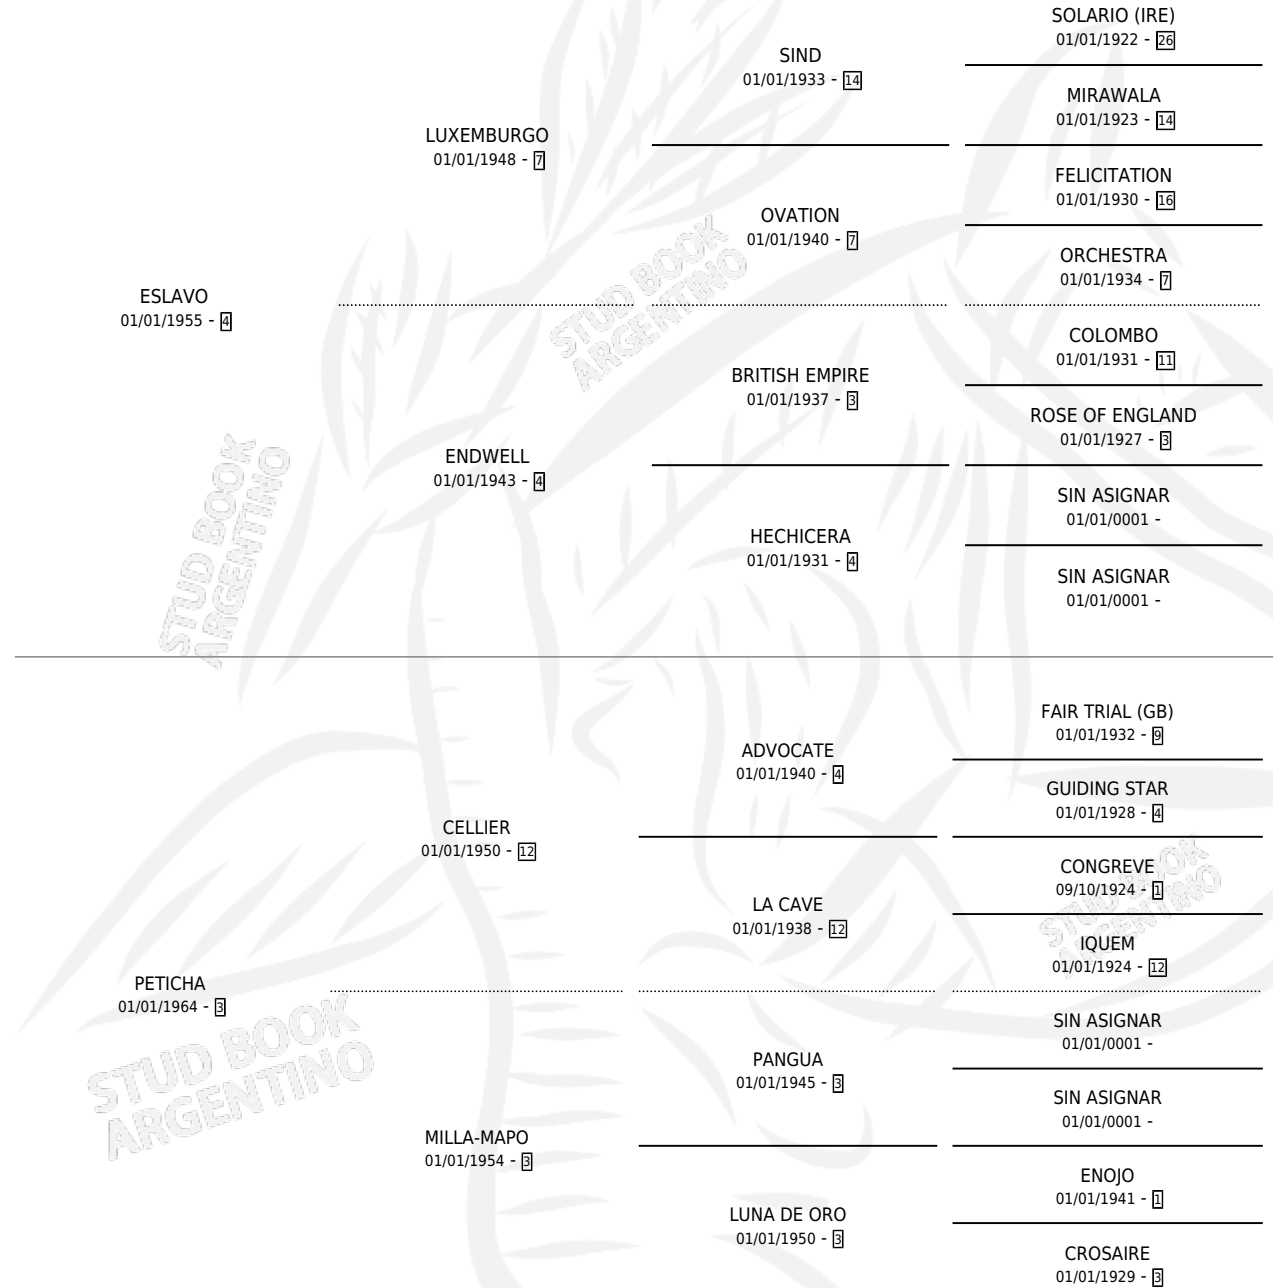 SOLARIO (IRE)
01/01/1922 - 26
SIND
01/01/1933 - 14
MIRAWALA
01/01/1923 - 14
LUXEMBURGO
01/01/1948 - 7
FELICITATION
01/01/1930 - 16
OVATION
01/01/1940 - 7
ORCHESTRA
01/01/1934 - 7
ESLAVO
01/01/1955 - 4
COLOMBO
01/01/1931 - 11
BRITISH EMPIRE
01/01/1937 - 3
ROSE OF ENGLAND
01/01/1927 - 3
ENDWELL
01/01/1943 - 4
SIN ASIGNAR
01/01/0001 -
HECHICERA
01/01/1931 - 4
SIN ASIGNAR
01/01/0001 -
FAIR TRIAL (GB)
01/01/1932 - 9
ADVOCATE
01/01/1940 - 4
GUIDING STAR
01/01/1928 - 4
CELLIER
01/01/1950 - 12
CONGREVE
09/10/1924 - 1
LA CAVE
01/01/1938 - 12
IQUEM
01/01/1924 - 12
PETICHA
01/01/1964 - 3
SIN ASIGNAR
01/01/0001 -
PANGUA
01/01/1945 - 3
SIN ASIGNAR
01/01/0001 -
MILLA-MAPO
01/01/1954 - 3
ENOJO
01/01/1941 - 1
LUNA DE ORO
01/01/1950 - 3
CROSAIRE
01/01/1929 - 3
STUD BOOK
ARGENTINO
STUD BOOK
ARGENTINO
STUD BOOK
ARGENTINO
STUD BOOK
ARGENTINO